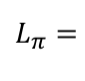 L_π =